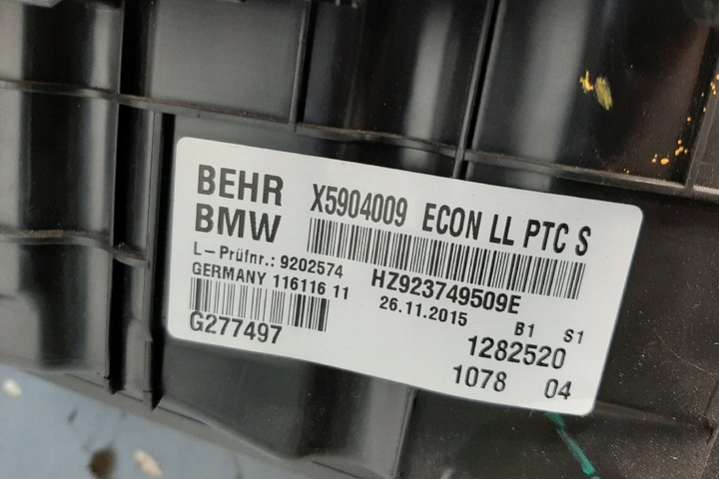 BEHR X5904009 ECON LL PTC S
BMW
L-Prüfnr.: 9202574 HZ923749509E
GERMANY 116116 11 26.11.2015 B1 S1
G277497 1282520
1078 04